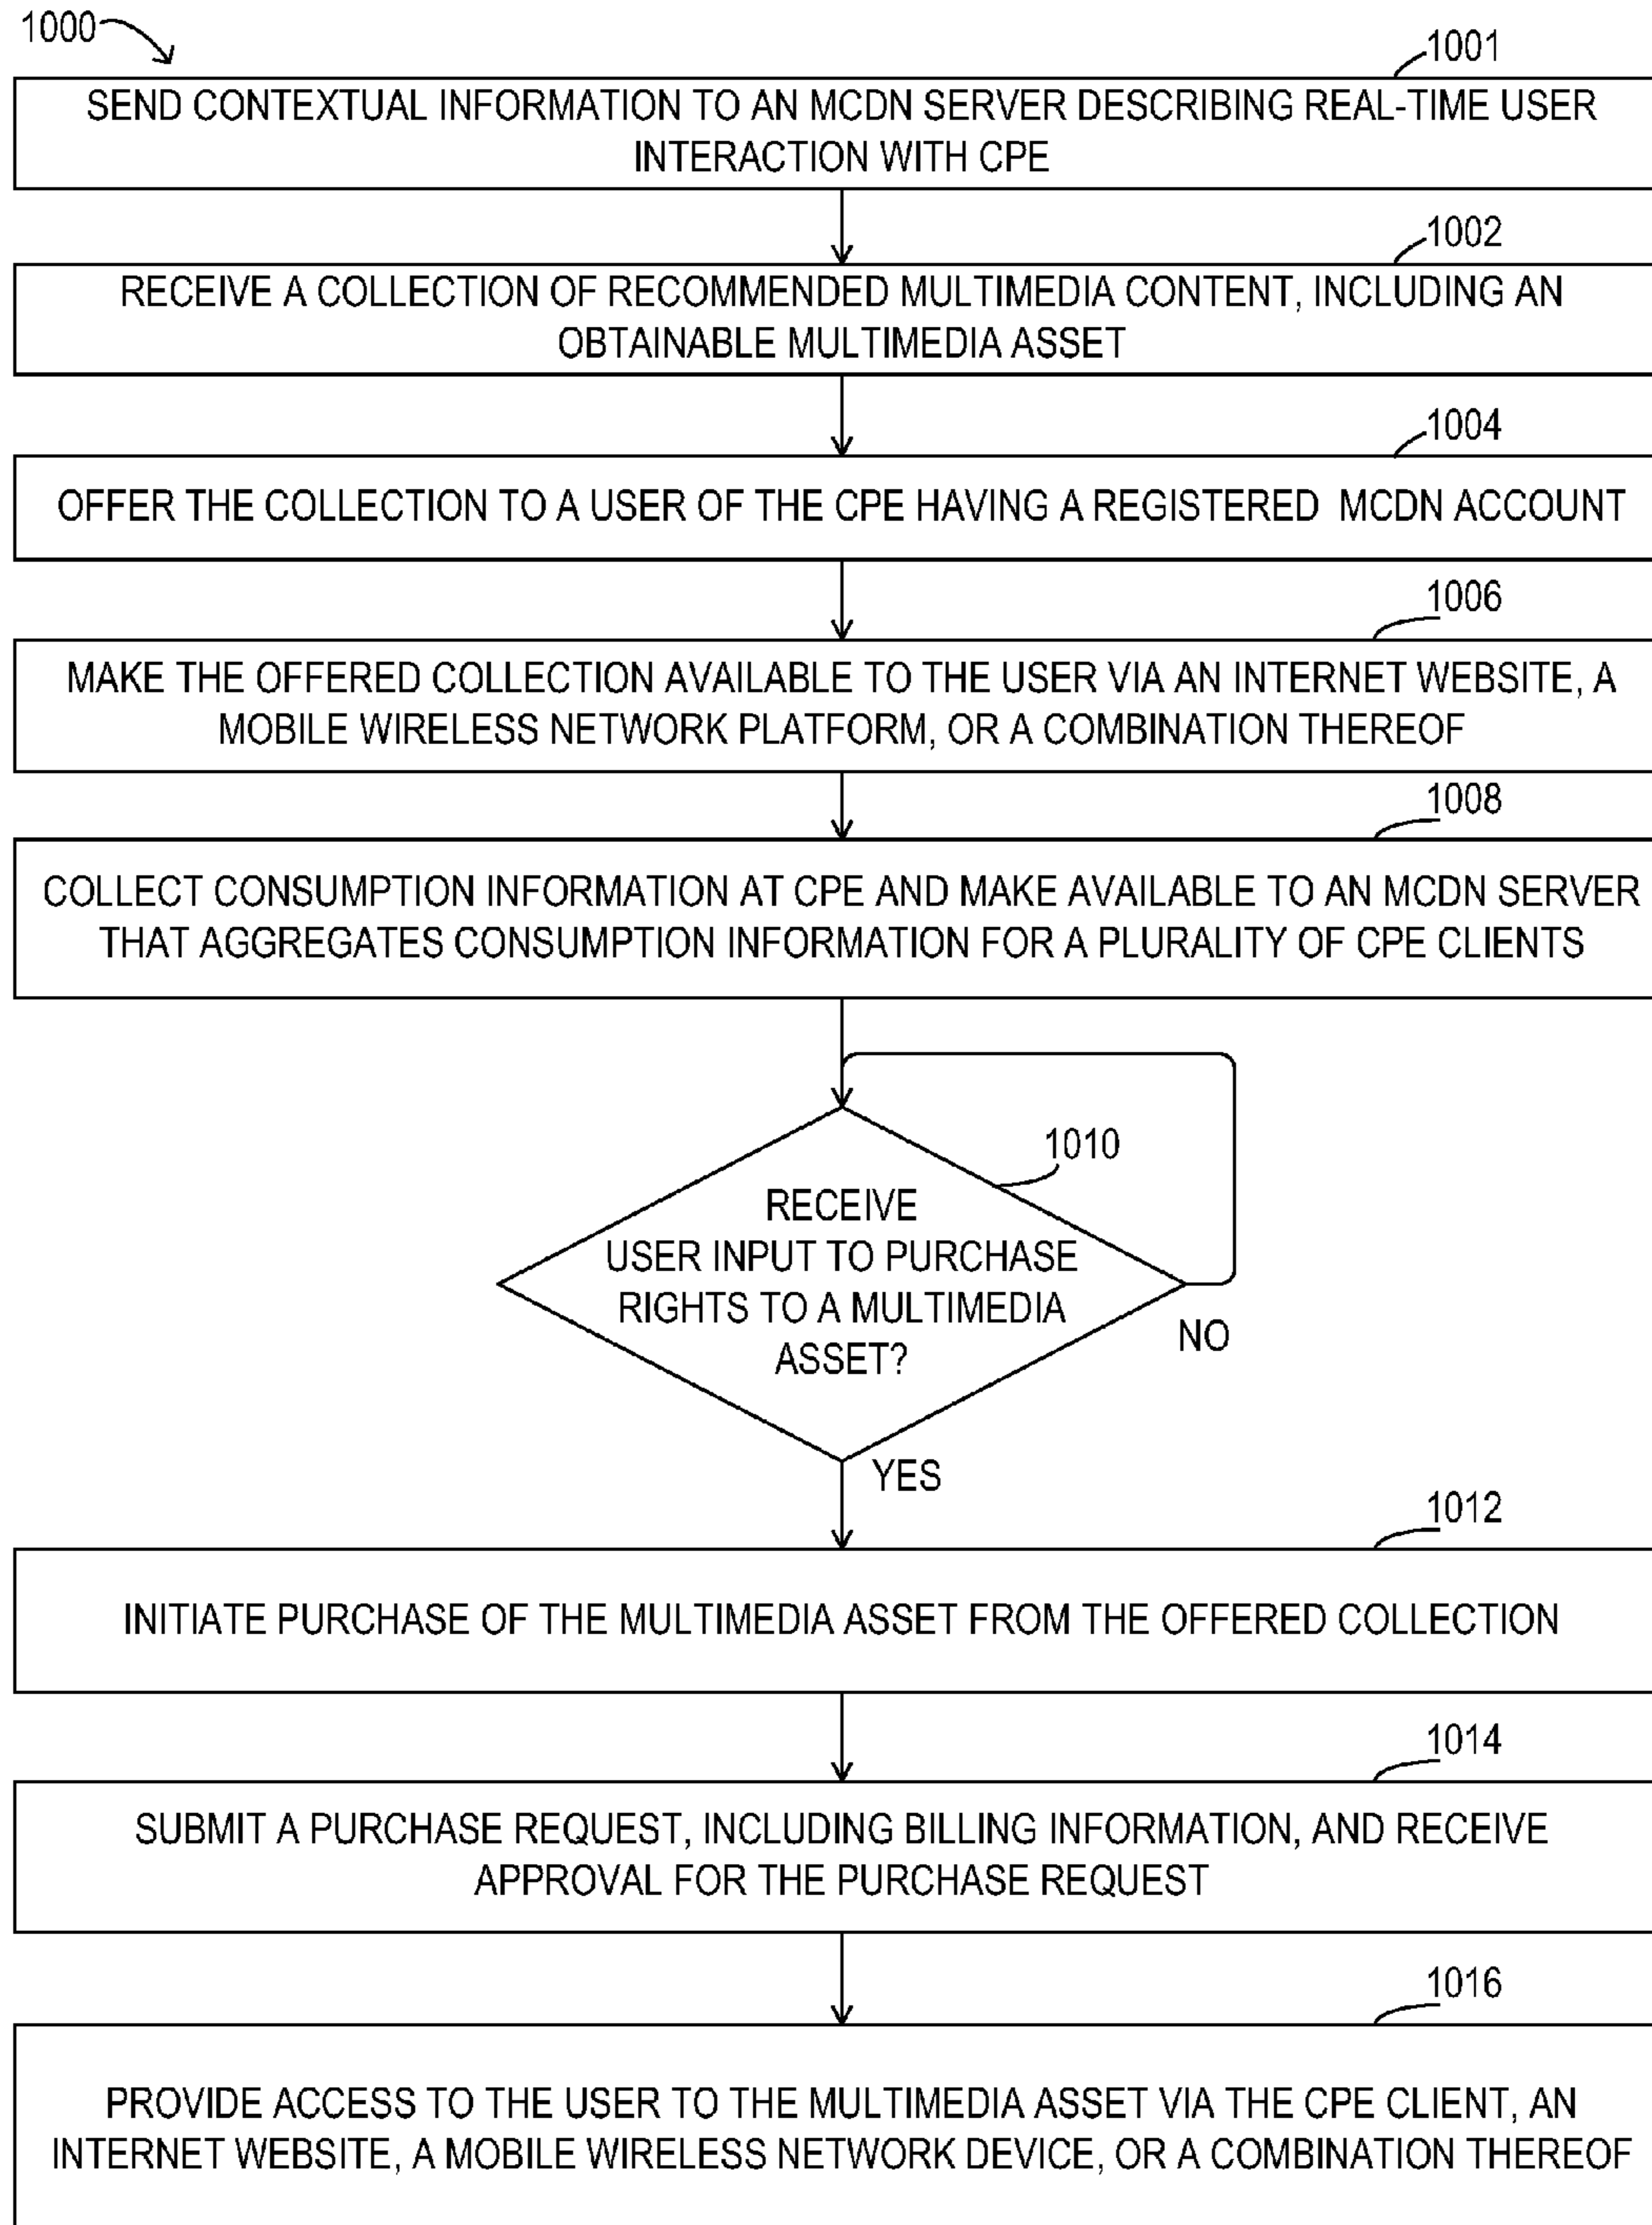 1000
1001
SEND CONTEXTUAL INFORMATION TO AN MCDN SERVER DESCRIBING REAL-TIME USER
INTERACTION WITH CPE
1002
RECEIVE A COLLECTION OF RECOMMENDED MULTIMEDIA CONTENT, INCLUDING AN
OBTAINABLE MULTIMEDIA ASSET
1004
OFFER THE COLLECTION TO A USER OF THE CPE HAVING A REGISTERED MCDN ACCOUNT
1006
MAKE THE OFFERED COLLECTION AVAILABLE TO THE USER VIA AN INTERNET WEBSITE, A
MOBILE WIRELESS NETWORK PLATFORM, OR A COMBINATION THEREOF
1008
COLLECT CONSUMPTION INFORMATION AT CPE AND MAKE AVAILABLE TO AN MCDN SERVER
THAT AGGREGATES CONSUMPTION INFORMATION FOR A PLURALITY OF CPE CLIENTS
1010
RECEIVE
USER INPUT TO PURCHASE
RIGHTS TO A MULTIMEDIA
ASSET?
NO
YES
1012
INITIATE PURCHASE OF THE MULTIMEDIA ASSET FROM THE OFFERED COLLECTION
1014
SUBMIT A PURCHASE REQUEST, INCLUDING BILLING INFORMATION, AND RECEIVE
APPROVAL FOR THE PURCHASE REQUEST
1016
PROVIDE ACCESS TO THE USER TO THE MULTIMEDIA ASSET VIA THE CPE CLIENT, AN
INTERNET WEBSITE, A MOBILE WIRELESS NETWORK DEVICE, OR A COMBINATION THEREOF